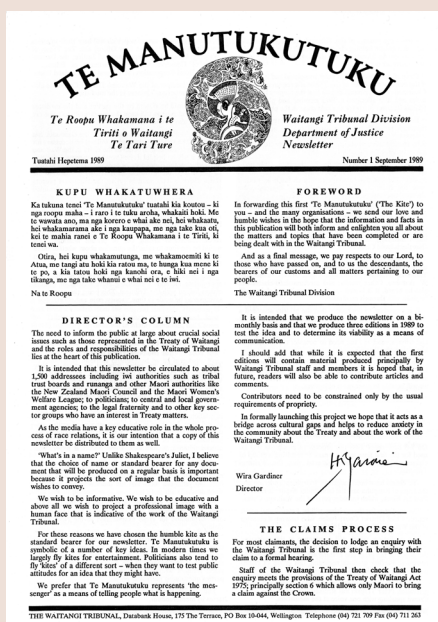 TE MANUTUKUTUKU
Te Roopu Whakamana i te
Tiriti o Waitangi
Te Tari Ture
Waitangi Tribunal Division
Department of Justice
Newsletter
Tuatahi Hepetema 1989
Number 1 September 1989
KUPU WHAKATUWHERA
Ka tukuna tenei 'Te Manutukutuku' tuatahi kia koutou – ki
nga roopu maha – i raro i te tuku aroha, whakaiti hoki. Me
te wawata ano, ma nga korero e whai ake nei, hei whakaatu,
hei whakamarama ake i nga kaupapa, me nga take kua oti,
kei te mahia ranei e Te Roopu Whakamana i te Tiriti, ki
tenei wa.
Otira, hei kupu whakamutunga, me whakamoemiti ki te
Atua, me tangi atu hoki kia ratou ma, te hunga kua mene ki
te po, a kia tatou hoki nga kanohi ora, e hiki nei i nga
tikanga, me nga take whanui e whai nei e te iwi.
Na te Roopu
FOREWORD
In forwarding this first 'Te Manutukutuku' ('The Kite') to
you – and the many organisations – we send our love and
humble wishes in the hope that the information and facts in
this publication will both inform and enlighten you all about
the matters and topics that have been completed or are
being dealt with in the Waitangi Tribunal.
And as a final message, we pay respects to our Lord, to
those who have passed on, and to us the descendants, the
bearers of our customs and all matters pertaining to our
people.
The Waitangi Tribunal Division
DIRECTOR'S COLUMN
The need to inform the public at large about crucial social
issues such as those represented in the Treaty of Waitangi
and the roles and responsibilities of the Waitangi Tribunal
lies at the heart of this publication.
It is intended that this newsletter be circulated to about
1,500 addressees including iwi authorities such as tribal
trust boards and runanga and other Maori authorities like
the New Zealand Maori Council and the Maori Women's
Welfare League; to politicians; to central and local govern-
ment agencies; to the legal fraternity and to other key sec-
tor groups who have an interest in Treaty matters.
As the media have a key educative role in the whole pro-
cess of race relations, it is our intention that a copy of this
newsletter be distributed to them as well.
'What's in a name?' Unlike Shakespeare's Juliet, I believe
that the choice of name or standard bearer for any docu-
ment that will be produced on a regular basis is important
because it projects the sort of image that the document
wishes to convey.
We wish to be informative. We wish to be educative and
above all we wish to project a professional image with a
human face that is indicative of the work of the Waitangi
Tribunal.
For these reasons we have chosen the humble kite as the
standard bearer for our newsletter. Te Manutukutuku is
symbolic of a number of key ideas. In modern times we
largely fly kites for entertainment. Politicians also tend to
fly 'kites' of a different sort – when they want to test public
attitudes for an idea that they might have.
We prefer that Te Manutukutuku represents 'the mes-
senger' as a means of telling people what is happening.
It is intended that we produce the newsletter on a bi-
monthly basis and that we produce three editions in 1989 to
test the idea and to determine its viability as a means of
communication.
I should add that while it is expected that the first
editions will contain material produced principally by
Waitangi Tribunal staff and members it is hoped that, in
future, readers will also be able to contribute articles and
comments.
Contributors need to be constrained only by the usual
requirements of propriety.
In formally launching this project we hope that it acts as a
bridge across cultural gaps and helps to reduce anxiety in
the community about the Treaty and about the work of the
Waitangi Tribunal.
Wira Gardiner
Director
THE CLAIMS PROCESS
For most claimants, the decision to lodge an enquiry with
the Waitangi Tribunal is the first step in bringing their
claim to a formal hearing.
Staff of the Waitangi Tribunal then check that the
enquiry meets the provisions of the Treaty of Waitangi Act
1975; principally section 6 which allows only Maori to bring
a claim against the Crown.
THE WAITANGI TRIBUNAL, Databank House, 175 The Terrace, PO Box 10-044, Wellington Telephone (04) 721 709 Fax (04) 711 263